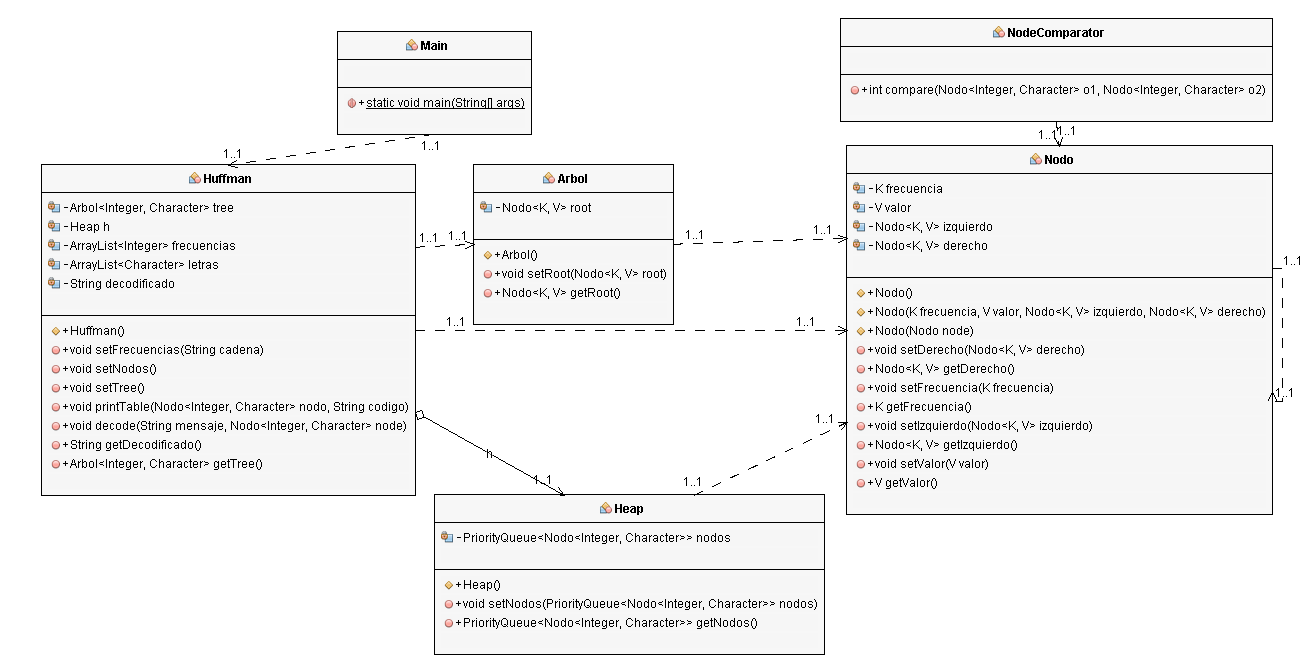 Main
+static void main(String[] args)
1..1
1..1
NodeComparator
+int compare(Nodo<Integer, Character> o1, Nodo<Integer, Character> o2)
1..1
1..1
Huffman
-Arbol<Integer, Character> tree
-Heap h
-ArrayList<Integer> frecuencias
-ArrayList<Character> letras
-String decodificado
+Huffman()
+void setFrecuencias(String cadena)
+void setNodos()
+void setTree()
+void printTable(Nodo<Integer, Character> nodo, String codigo)
+void decode(String mensaje, Nodo<Integer, Character> node)
+String getDecodificado()
+Arbol<Integer, Character> getTree()
1..1
1..1
Arbol
-Nodo<K, V> root
+Arbol()
+void setRoot(Nodo<K, V> root)
+Nodo<K, V> getRoot()
1..1
1..1
1..1
1..1
Nodo
-K frecuencia
-V valor
-Nodo<K, V> izquierdo
-Nodo<K, V> derecho
+Nodo()
+Nodo(K frecuencia, V valor, Nodo<K, V> izquierdo, Nodo<K, V> derecho)
+Nodo(Nodo node)
+void setDerecho(Nodo<K, V> derecho)
+Nodo<K, V> getDerecho()
+void setFrecuencia(K frecuencia)
+K getFrecuencia()
+void setIzquierdo(Nodo<K, V> izquierdo)
+Nodo<K, V> getIzquierdo()
+void setValor(V valor)
+V getValor()
1..1
1..1
h
1..1
1..1
1..1
Heap
-PriorityQueue<Nodo<Integer, Character>> nodos
+Heap()
+void setNodos(PriorityQueue<Nodo<Integer, Character>> nodos)
+PriorityQueue<Nodo<Integer, Character>> getNodos()